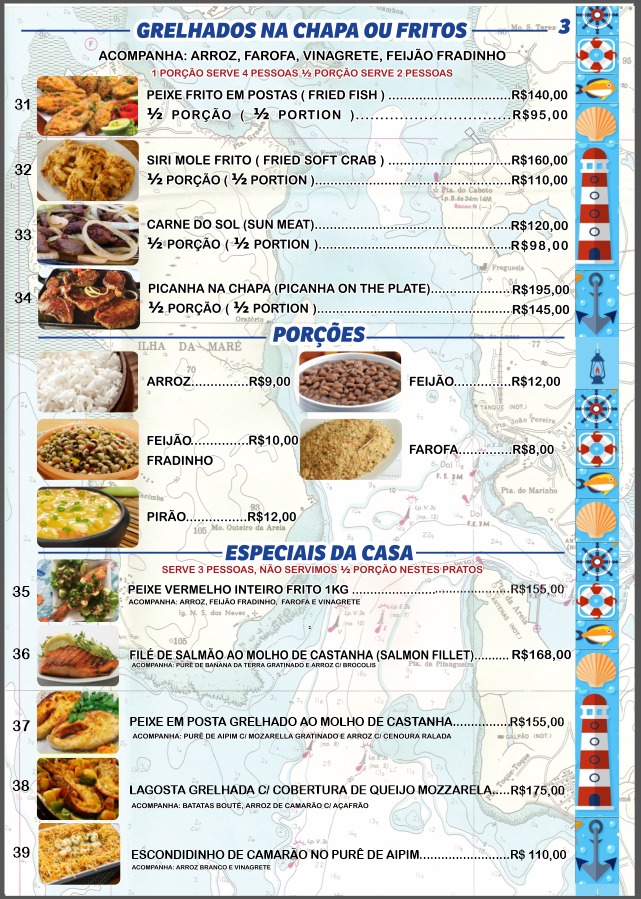 GRELHADOS NA CHAPA OU FRITOS
3
ACOMPANHA: ARROZ, FAROFA, VINAGRETE, FEIJÃO FRADINHO
1 PORÇÃO SERVE 4 PESSOAS ½ PORÇÃO SERVE 2 PESSOAS
31
PEIXE FRITO EM POSTAS ( FRIED FISH ) ........................................R$140,00
½ PORÇÃO ( ½ PORTION )........................R$95,00
32
SIRI MOLE FRITO ( FRIED SOFT CRAB ) ...........................R$160,00
½ PORÇÃO ( ½ PORTION )...........................................R$110,00
33
CARNE DO SOL (SUN MEAT)...........................................R$120,00
½ PORÇÃO ( ½ PORTION )..........................................R$98,00
34
PICANHA NA CHAPA (PICANHA ON THE PLATE).................R$195,00
½ PORÇÃO ( ½ PORTION )..........................................R$145,00
PORÇÕES
ILHA DA MARÉ
ARROZ............R$9,00
FEIJÃO............R$12,00
FEIJÃO............R$10,00
FRADINHO
FAROFA...........R$8,00
PIRÃO.............R$12,00
ESPECIAIS DA CASA
SERVE 3 PESSOAS, NÃO SERVIMOS ½ PORÇÃO NESTES PRATOS
35
PEIXE VERMELHO INTEIRO FRITO 1KG ......................................R$155,00
ACOMPANHA: ARROZ, FEIJÃO FRADINHO, FAROFA E VINAGRETE
36
FILÉ DE SALMÃO AO MOLHO DE CASTANHA (SALMON FILLET).........R$168,00
ACOMPANHA: PURÊ DE BANANA DA TERRA GRATINADO E ARROZ C/ BROCOLIS
37
PEIXE EM POSTA GRELHADO AO MOLHO DE CASTANHA..............R$155,00
ACOMPANHA: PURÊ DE AIPIM C/ MOZARELLA GRATINADO E ARROZ C/ CENOURA RALADA
38
LAGOSTA GRELHADA C/ COBERTURA DE QUEIJO MOZZARELA.....R$175,00
ACOMPANHA: BATATAS BOUTÉ, ARROZ DE CAMARÃO C/ AÇAFRÃO
39
ESCONDIDINHO DE CAMARÃO NO PURÊ DE AIPIM......................R$ 110,00
ACOMPANHA: ARROZ BRANCO E VINAGRETE